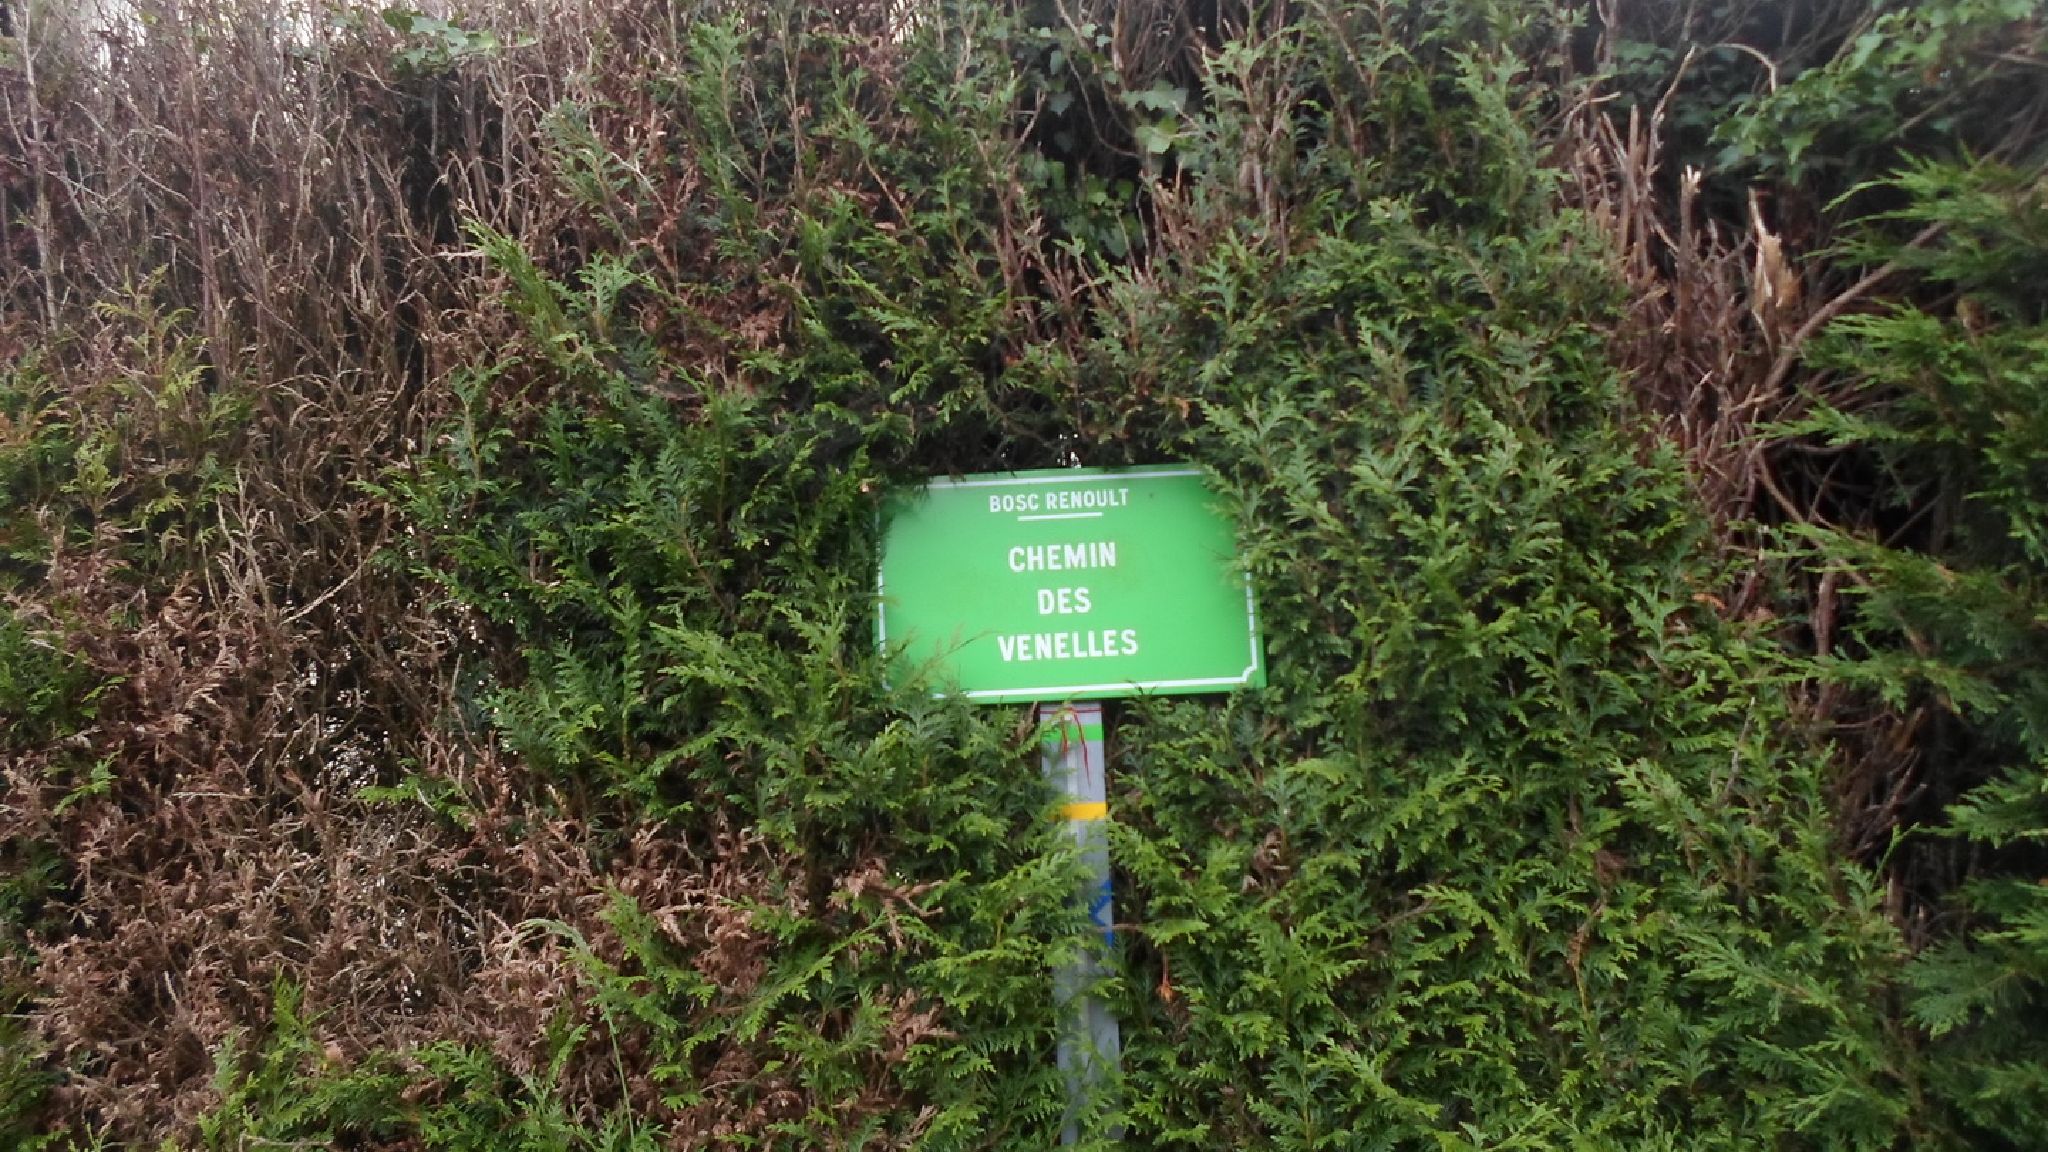 BOSC RENOULT
CHEMIN
DES
VENELLES